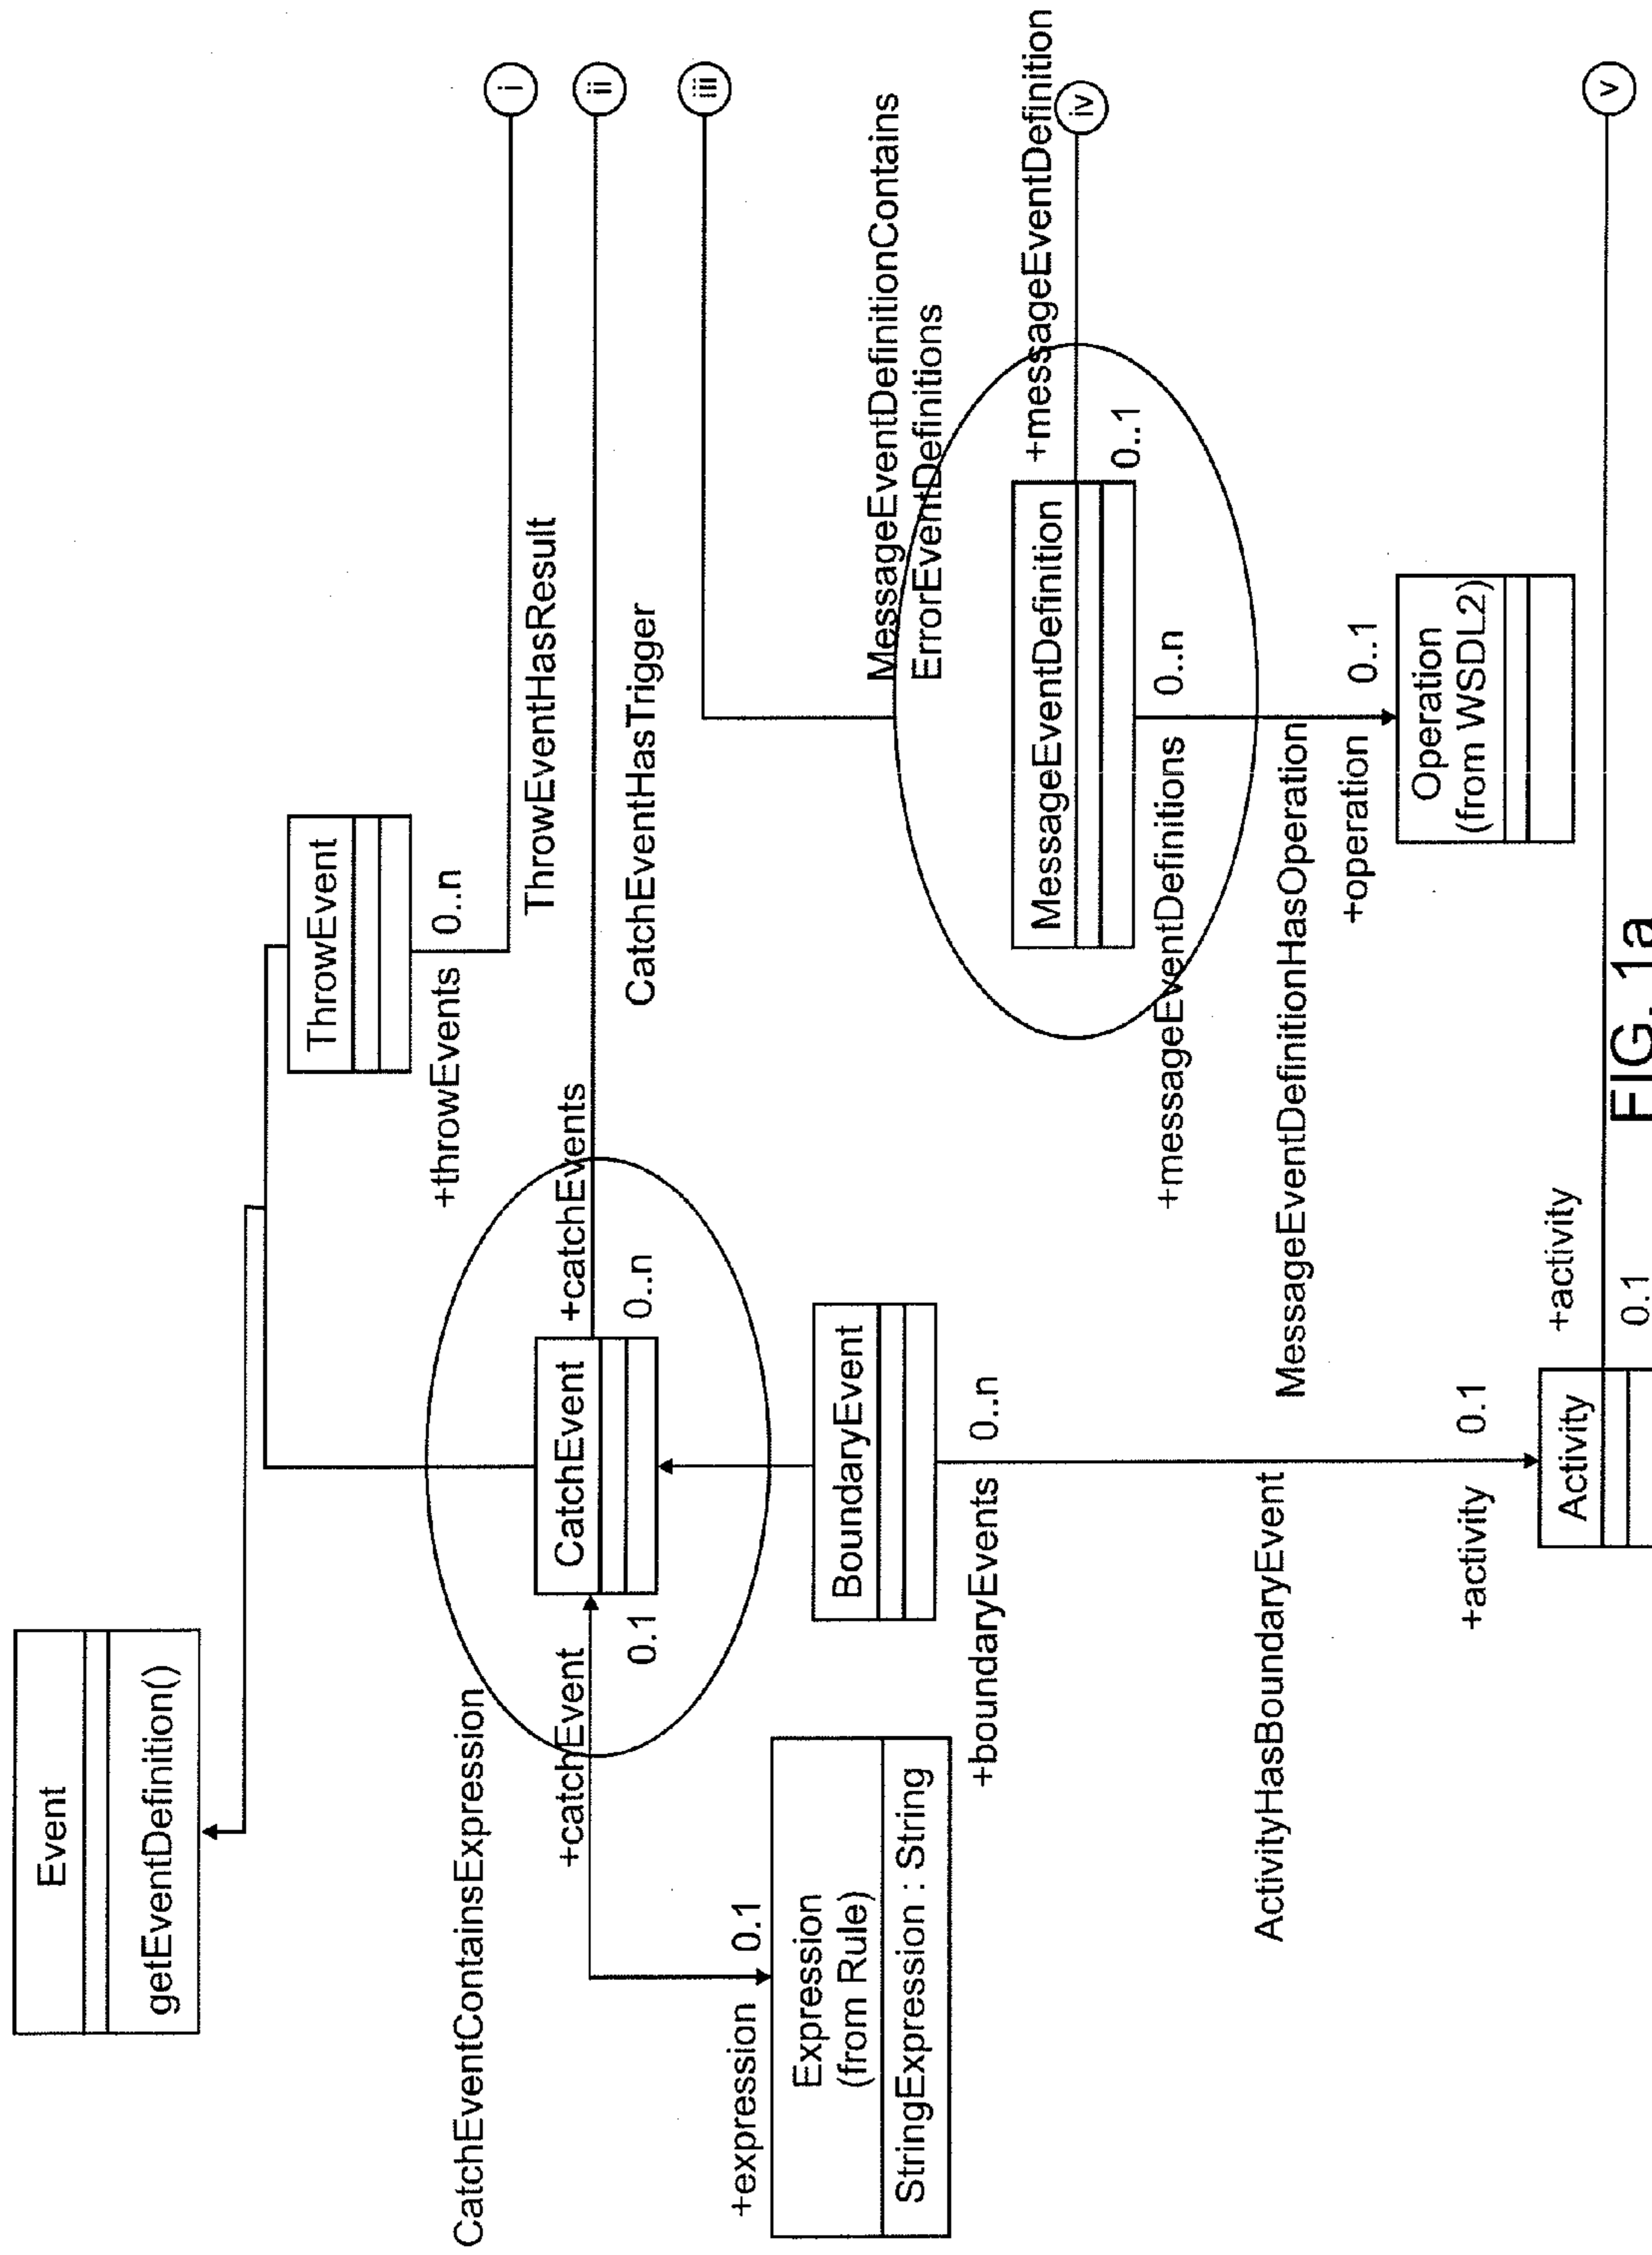 Event
getEventDefinition()
ThrowEvent
+throwEvents
0..n
i
ThrowEventHasResult
CatchEventContainsExpression
+catchEvent
0.1
CatchEvent
+catchEvents
0..n
ii
CatchEventHasTrigger
iii
+expression
0.1
Expression
(from Rule)
StringExpression : String
BoundaryEvent
+boundaryEvents
0..n
MessageEventDefinitionContains
ErrorEventDefinitions
MessageEventDefinition
+messageEventDefinition
iv
0..1
+messageEventDefinitions
0..n
ActivityHasBoundaryEvent
MessageEventDefinitionHasOperation
+operation
0..1
Operation
(from WSDL2)
+activity
0.1
Activity
+activity
0.1
v
FIG. 1a